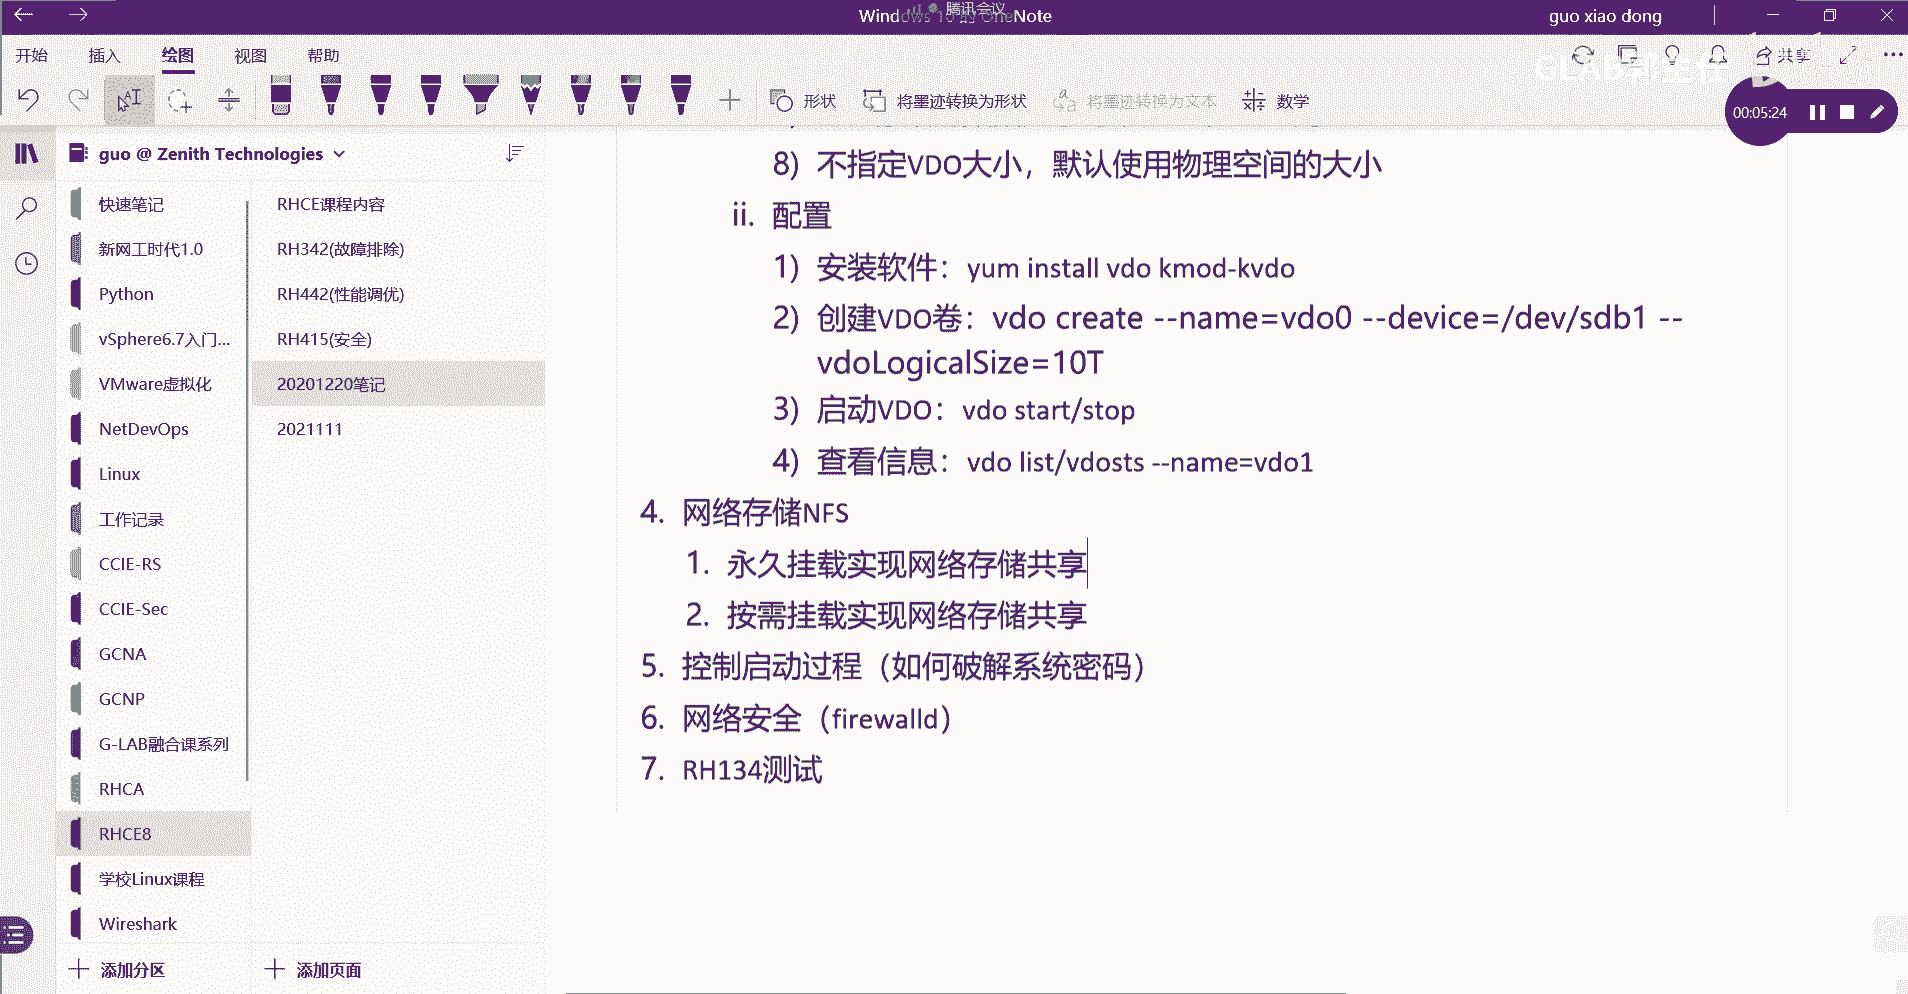 腾讯会议
Windows 10 的 OneNote
guo xiao dong
开始 插入 绘图 视图 帮助
共享
形状 将墨迹转换为形状 将墨迹转换为文本 数学
00:05:24
guo @ Zenith Technologies
快速笔记
新网工时代1.0
Python
vSphere6.7入门...
VMware虚拟化
NetDevOps
Linux
工作记录
CCIE-RS
CCIE-Sec
GCNA
GCNP
G-LAB融合课系列
RHCA
RHCE8
学校Linux课程
Wireshark
添加分区
RHCE课程内容
RH342(故障排除)
RH442(性能调优)
RH415(安全)
20201220笔记
2021111
添加页面
8) 不指定VDO大小，默认使用物理空间的大小
ii. 配置
1) 安装软件：yum install vdo kmod-kvdo
2) 创建VDO卷：vdo create --name=vdo0 --device=/dev/sdb1 --
vdoLogicalSize=10T
3) 启动VDO：vdo start/stop
4) 查看信息：vdo list/vdosts --name=vdo1
4. 网络存储NFS
1. 永久挂载实现网络存储共享
2. 按需挂载实现网络存储共享
5. 控制启动过程（如何破解系统密码）
6. 网络安全（firewalld）
7. RH134测试